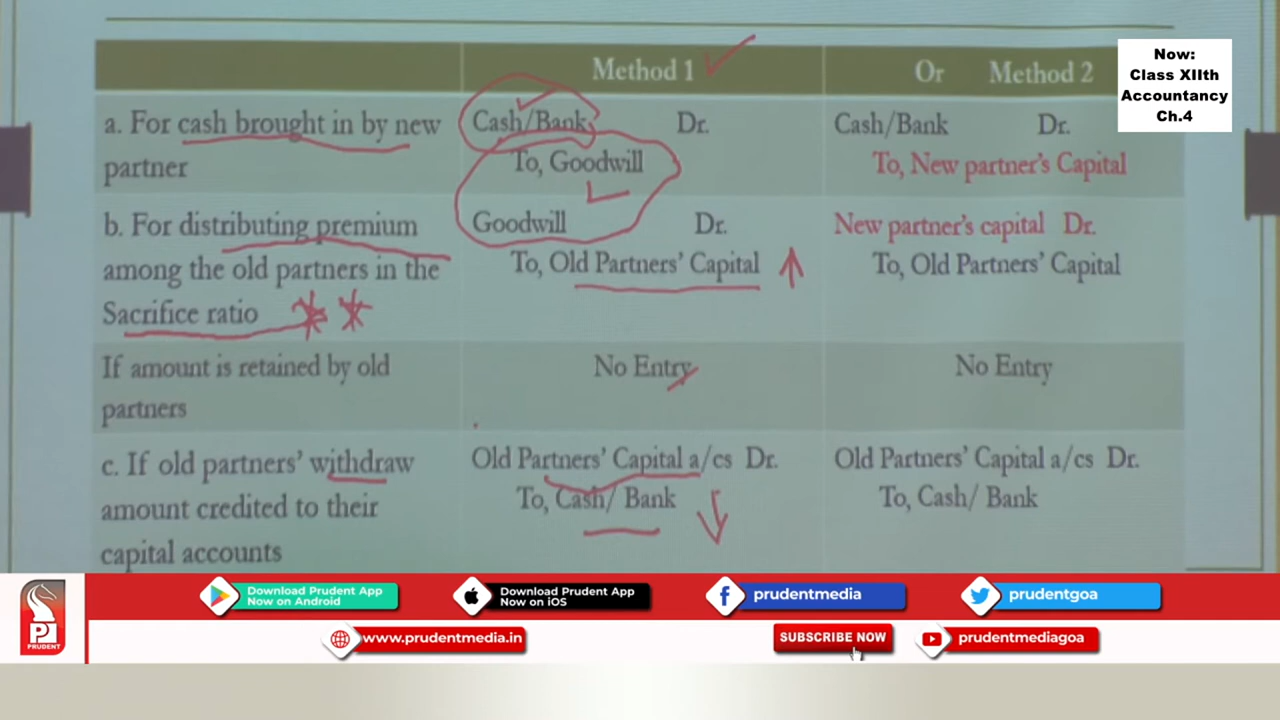 Now:
Class XIIth
Accountancy
Ch.4
Method 1
Or Method 2
a. For cash brought in by new
partner
Cash/Bank Dr.
To, Goodwill
Cash/Bank Dr.
To, New partner's Capital
b. For distributing premium
among the old partners in the
Sacrifice ratio
Goodwill Dr.
To, Old Partners' Capital
New partner's capital Dr.
To, Old Partners' Capital
If amount is retained by old
partners
No Entry
No Entry
c. If old partners' withdraw
amount credited to their
capital accounts
Old Partners' Capital a/cs Dr.
To, Cash/ Bank
Old Partners' Capital a/cs Dr.
To, Cash/ Bank
PRUDENT
Download Prudent App
Now on Android
Download Prudent App
Now on iOS
prudentmedia
prudentgoa
www.prudentmedia.in
SUBSCRIBE NOW
prudentmediagoa